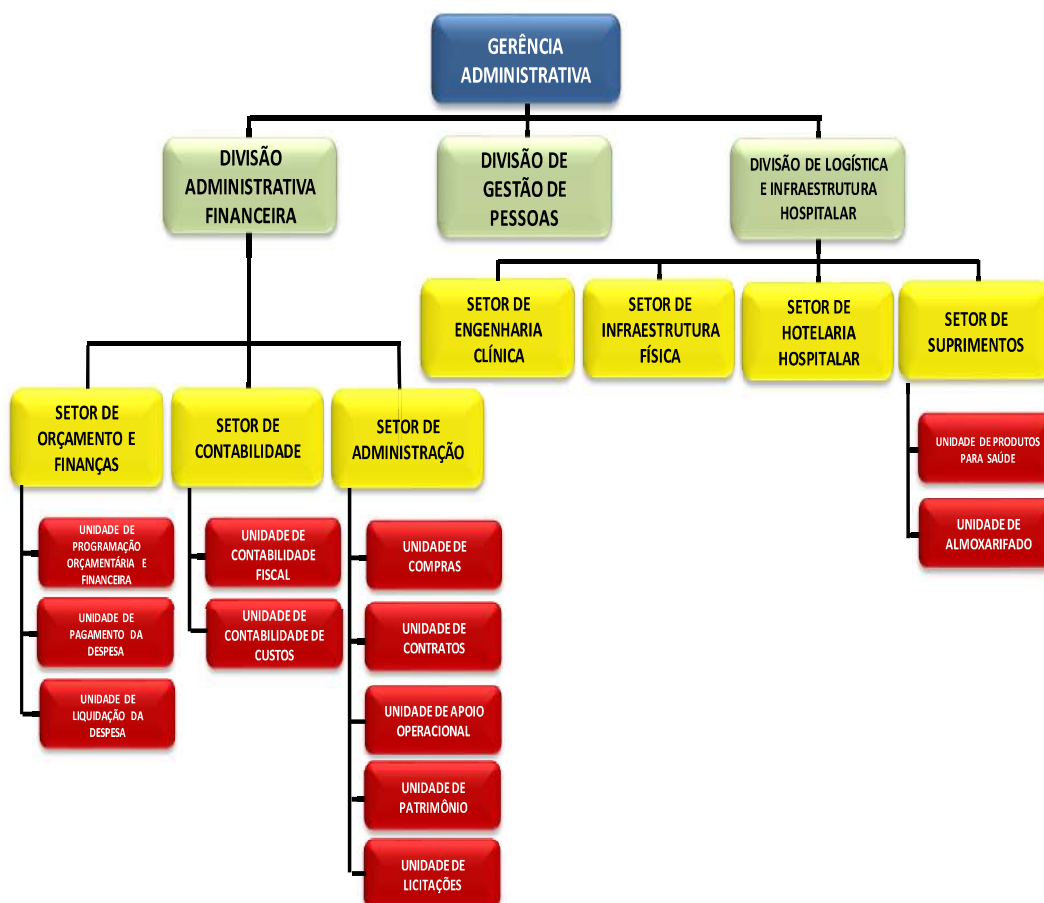 GERÊNCIA
ADMINISTRATIVA
DIVISÃO
ADMINISTRATIVA
FINANCEIRA
DIVISÃO DE
GESTÃO DE
PESSOAS
DIVISÃO DE LOGÍSTICA
E INFRAESTRUTURA
HOSPITALAR
SETOR DE
ENGENHARIA
CLÍNICA
SETOR DE
INFRAESTRUTURA
FÍSICA
SETOR DE
HOTELARIA
HOSPITALAR
SETOR DE
SUPRIMENTOS
SETOR DE
ORÇAMENTO E
FINANÇAS
SETOR DE
CONTABILIDADE
SETOR DE
ADMINISTRAÇÃO
UNIDADE DE PRODUTOS
PARA SAÚDE
UNIDADE DE
ALMOXARIFADO
UNIDADE DE
PROGRAMAÇÃO
ORÇAMENTÁRIA E
FINANCEIRA
UNIDADE DE
PAGAMENTO DA
DESPESA
UNIDADE DE
LIQUIDAÇÃO DA
DESPESA
UNIDADE DE
CONTABILIDADE
FISCAL
UNIDADE DE
CONTABILIDADE DE
CUSTOS
UNIDADE DE
COMPRAS
UNIDADE DE
CONTRATOS
UNIDADE DE APOIO
OPERACIONAL
UNIDADE DE
PATRIMÔNIO
UNIDADE DE
LICITAÇÕES